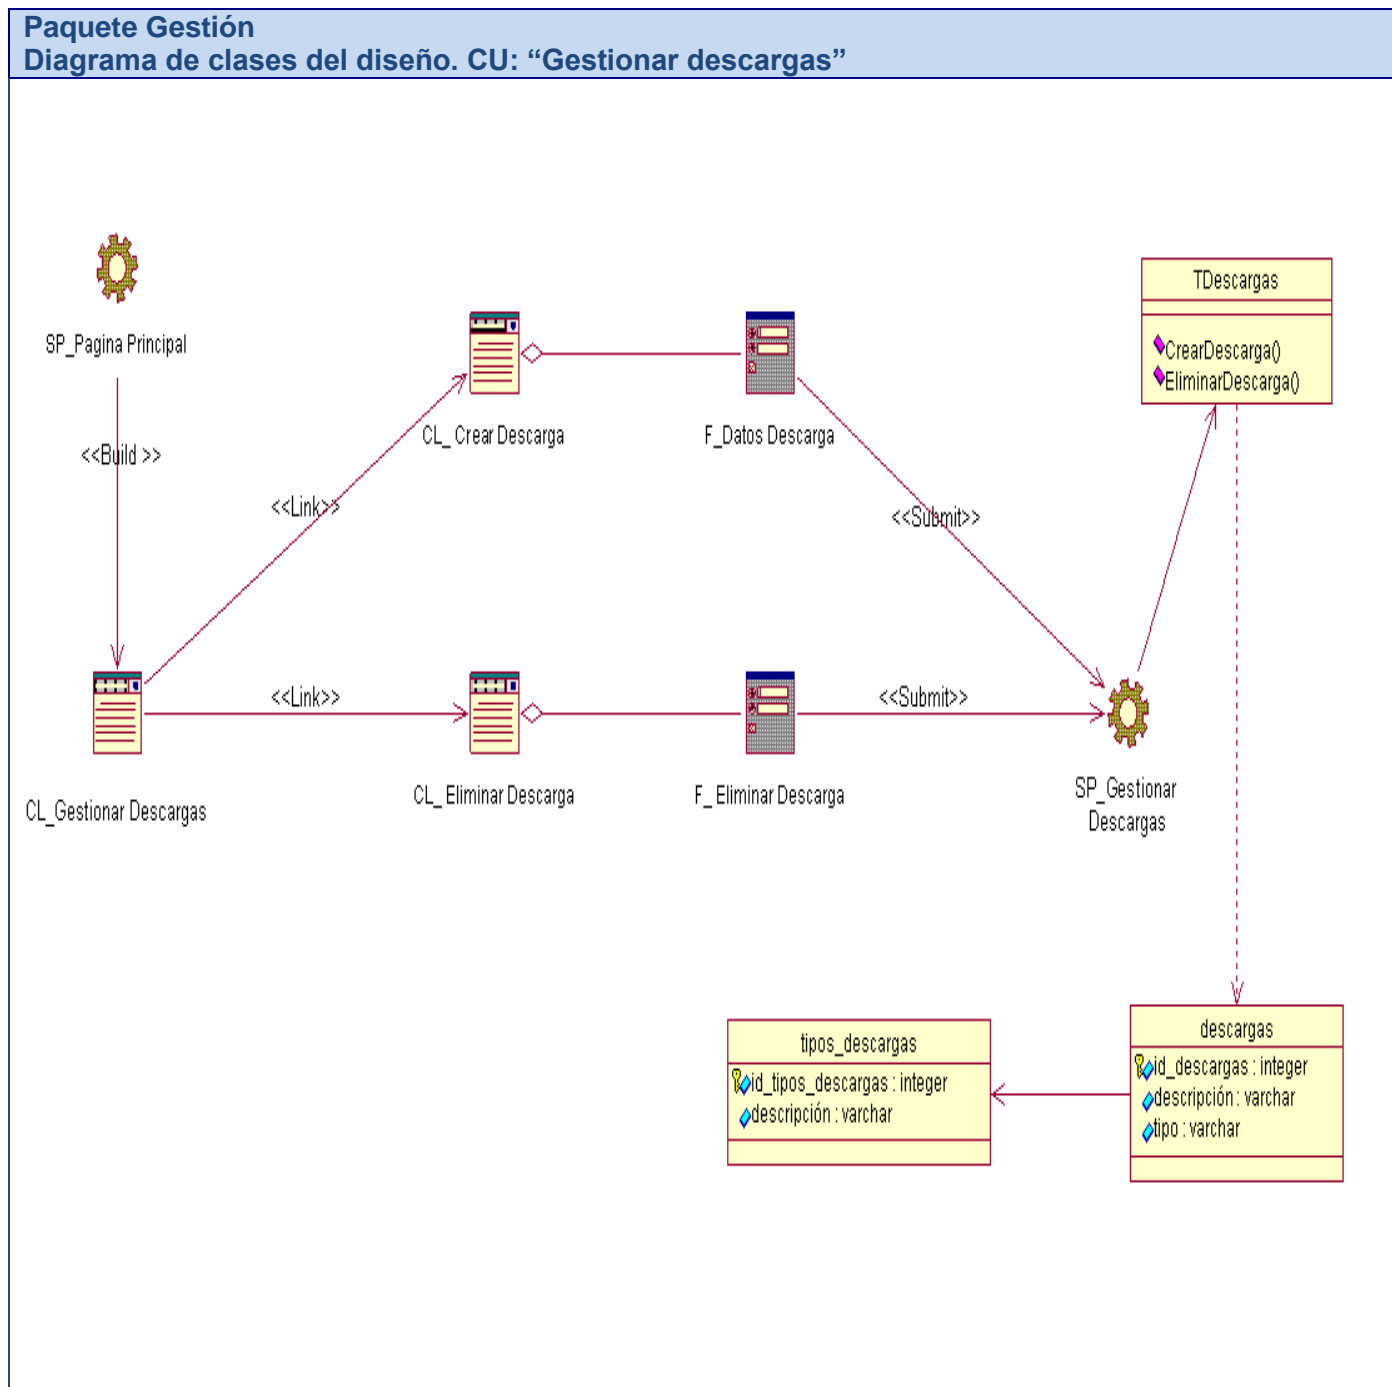 Paquete Gestión
Diagrama de clases del diseño. CU: “Gestionar descargas”
SP_Pagina Principal
<<Build >>
CL_Gestionar Descargas
<<Link>>
CL_ Crear Descarga
F_Datos Descarga
<<Submit>>
<<Link>>
CL_ Eliminar Descarga
F_ Eliminar Descarga
<<Submit>>
SP_Gestionar
Descargas
TDescargas
CrearDescarga()
EliminarDescarga()
tipos_descargas
id_tipos_descargas : integer
descripción : varchar
descargas
id_descargas : integer
descripción : varchar
tipo : varchar